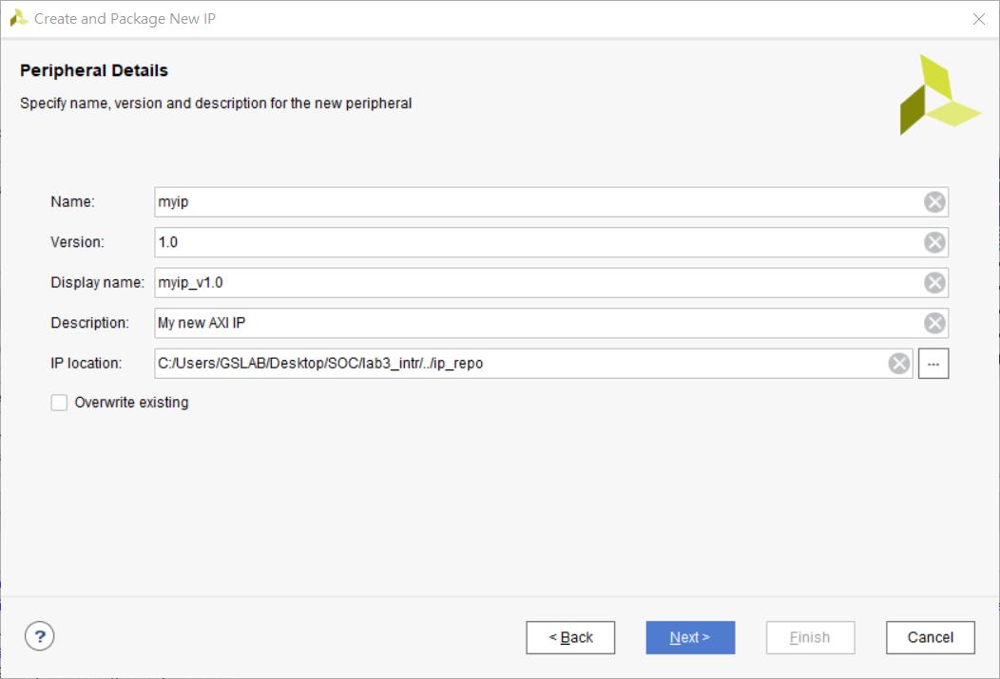 Create and Package New IP
Peripheral Details
Specify name, version and description for the new peripheral
Name: myip
Version: 1.0
Display name: myip_v1.0
Description: My new AXI IP
IP location: C:/Users/GSLAB/Desktop/SOC/lab3_intr/../ip_repo ...
Overwrite existing
? < Back Next > Finish Cancel